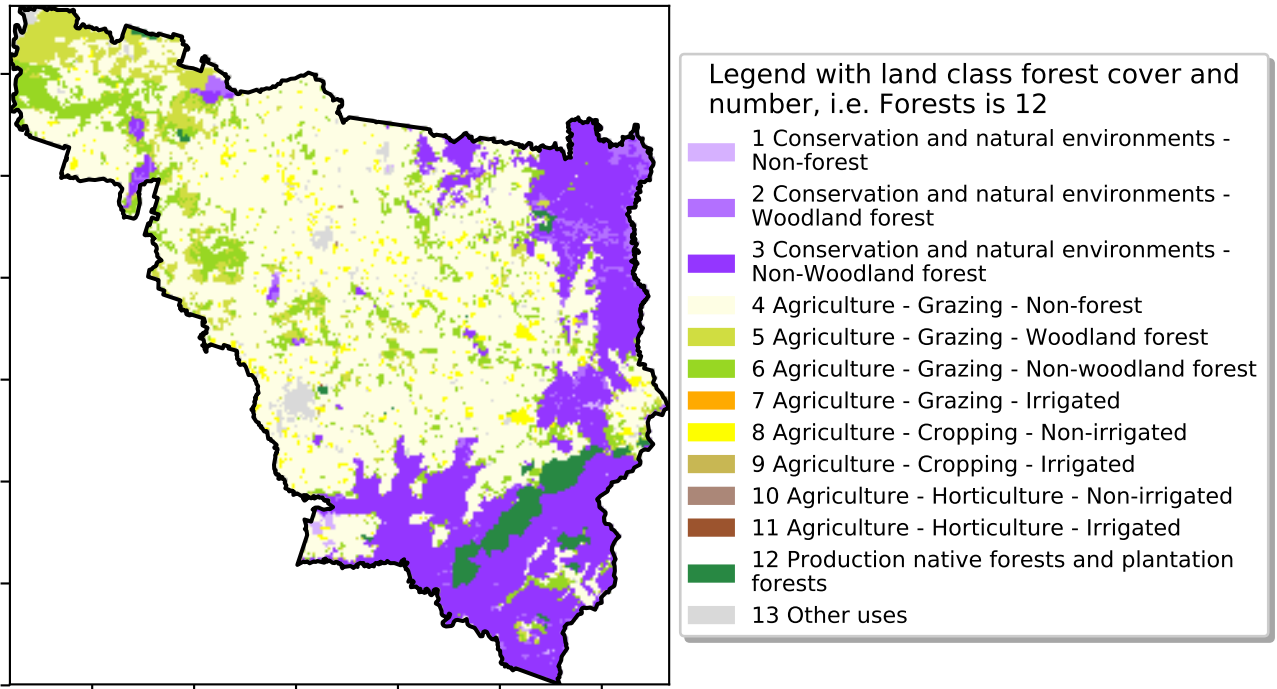 Legend with land class forest cover and
number, i.e. Forests is 12
1 Conservation and natural environments -
Non-forest
2 Conservation and natural environments -
Woodland forest
3 Conservation and natural environments -
Non-Woodland forest
4 Agriculture - Grazing - Non-forest
5 Agriculture - Grazing - Woodland forest
6 Agriculture - Grazing - Non-woodland forest
7 Agriculture - Grazing - Irrigated
8 Agriculture - Cropping - Non-irrigated
9 Agriculture - Cropping - Irrigated
10 Agriculture - Horticulture - Non-irrigated
11 Agriculture - Horticulture - Irrigated
12 Production native forests and plantation
forests
13 Other uses